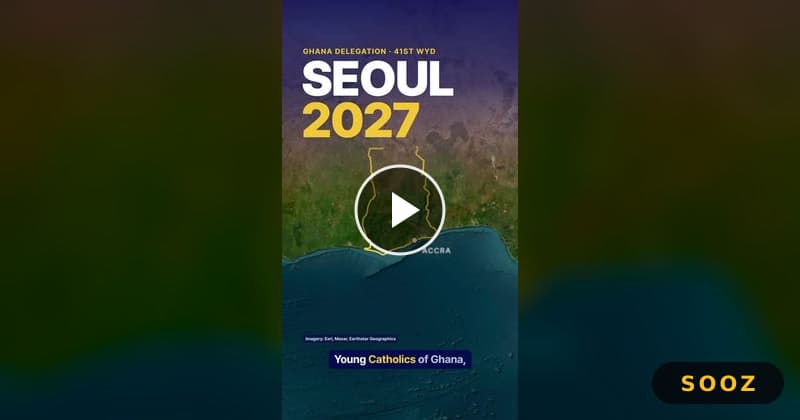 GHANA DELEGATION · 41ST WYD
SEOUL
2027
ACCRA
Imagery: Esri, Maxar, Earthstar Geographics
Young Catholics of Ghana,
SOOZ